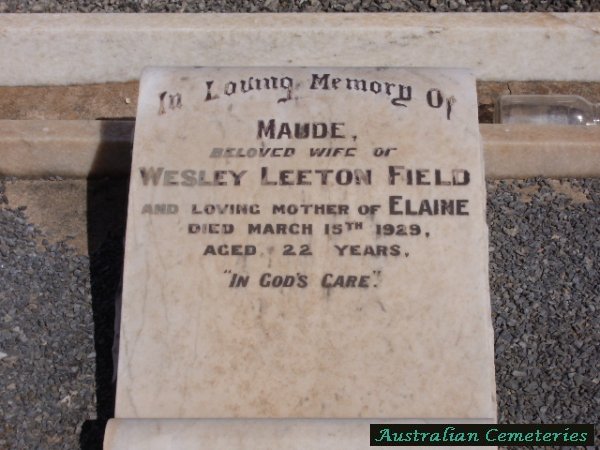 In Loving Memory Of
MAUDE,
BELOVED WIFE OF
WESLEY LEETON FIELD
AND LOVING MOTHER OF ELAINE
DIED MARCH 15TH 1929,
AGED 22 YEARS.
"IN GOD'S CARE".
Australian Cemeteries